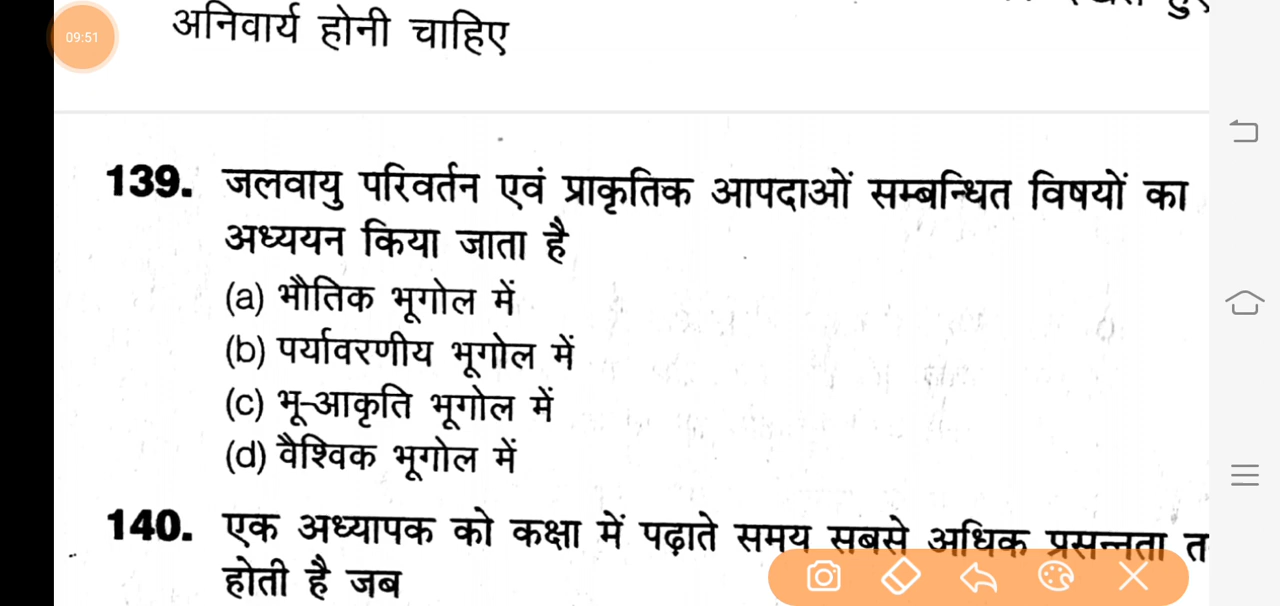 09:51
अनिवार्य होनी चाहिए
139. जलवायु परिवर्तन एवं प्राकृतिक आपदाओं सम्बन्धित विषयों का
अध्ययन किया जाता है
(a) भौतिक भूगोल में
(b) पर्यावरणीय भूगोल में
(c) भू-आकृति भूगोल में
(d) वैश्विक भूगोल में
140. एक अध्यापक को कक्षा में पढ़ाते समय सबसे अधिक प्रसन्नता
होती है जब